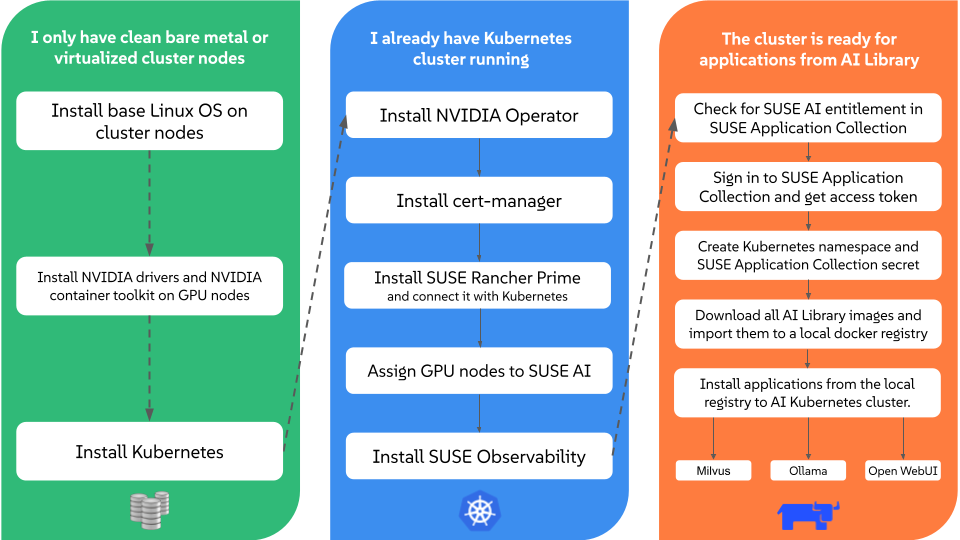 I only have clean bare metal or
virtualized cluster nodes
Install base Linux OS on
cluster nodes
Install NVIDIA drivers and NVIDIA
container toolkit on GPU nodes
Install Kubernetes
I already have Kubernetes
cluster running
Install NVIDIA Operator
Install cert-manager
Install SUSE Rancher Prime
and connect it with Kubernetes
Assign GPU nodes to SUSE AI
Install SUSE Observability
The cluster is ready for
applications from AI Library
Check for SUSE AI entitlement in
SUSE Application Collection
Sign in to SUSE Application
Collection and get access token
Create Kubernetes namespace and
SUSE Application Collection secret
Download all AI Library images and
import them to a local docker registry
Install applications from the local
registry to AI Kubernetes cluster.
Milvus
Ollama
Open WebUI